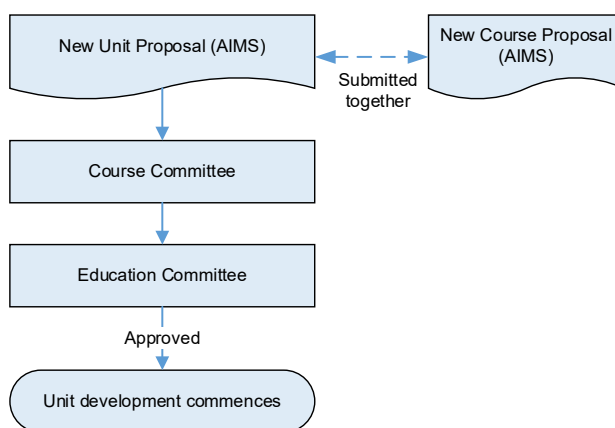 New Unit Proposal (AIMS)
New Course Proposal
(AIMS)
Submitted
together
Course Committee
Education Committee
Approved
Unit development commences